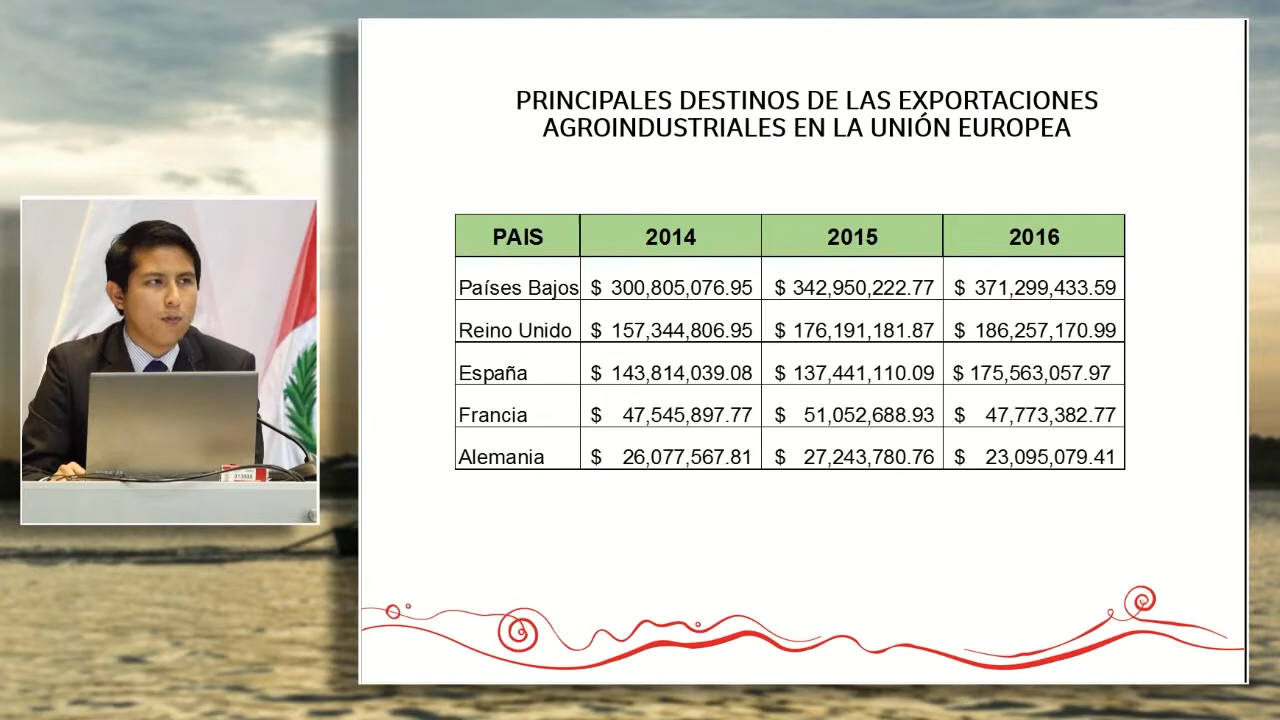 PRINCIPALES DESTINOS DE LAS EXPORTACIONES
AGROINDUSTRIALES EN LA UNIÓN EUROPEA
PAIS 2014 2015 2016
Países Bajos $ 300,805,076.95 $ 342,950,222.77 $ 371,299,433.59
Reino Unido $ 157,344,806.95 $ 176,191,181.87 $ 186,257,170.99
España $ 143,814,039.08 $ 137,441,110.09 $ 175,563,057.97
Francia $ 47,545,897.77 $ 51,052,688.93 $ 47,773,382.77
Alemania $ 26,077,567.81 $ 27,243,780.76 $ 23,095,079.41